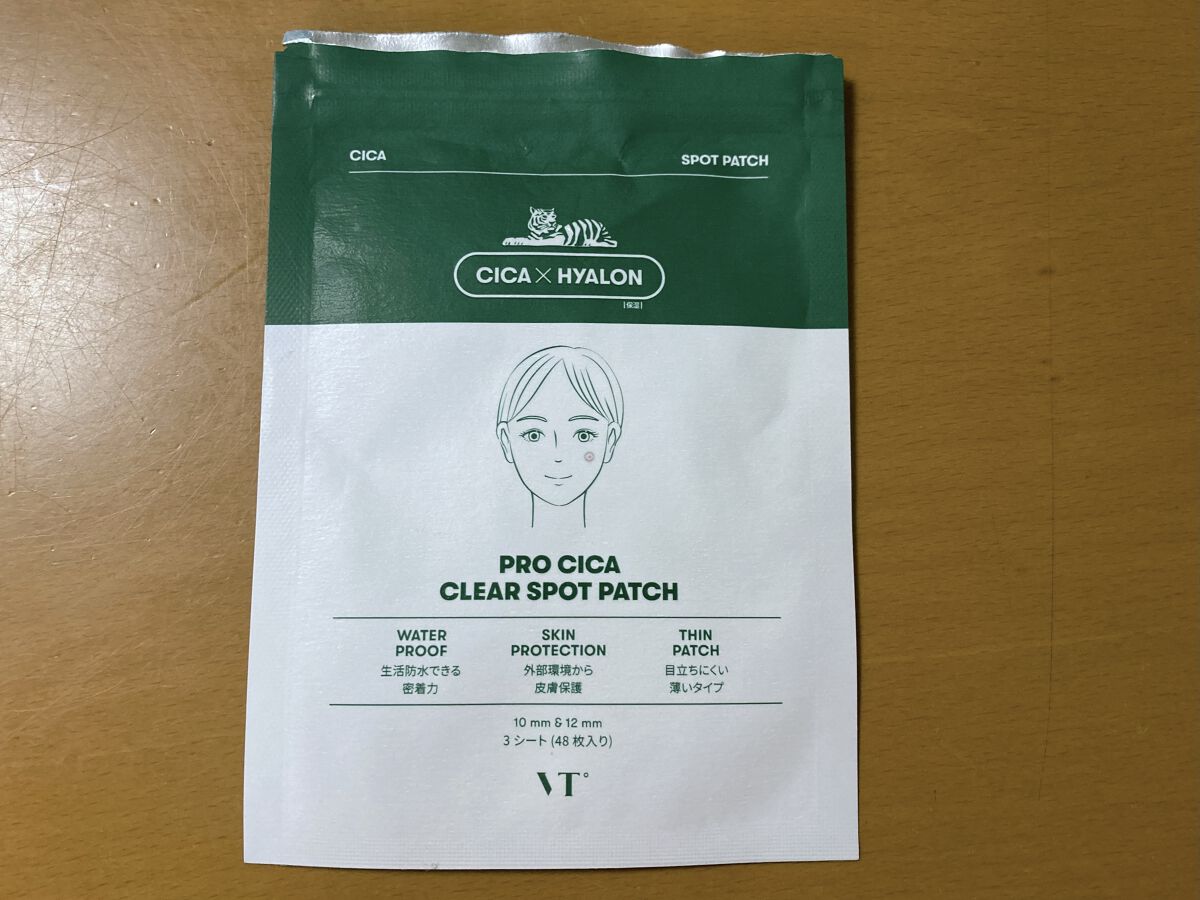 CICA
SPOT PATCH
CICA×HYALON
[保湿]
PRO CICA
CLEAR SPOT PATCH
WATER
PROOF
生活防水できる
密着力
SKIN
PROTECTION
外部環境から
皮膚保護
THIN
PATCH
目立ちにくい
薄いタイプ
10 mm & 12 mm
3シート (48枚入り)
VT°